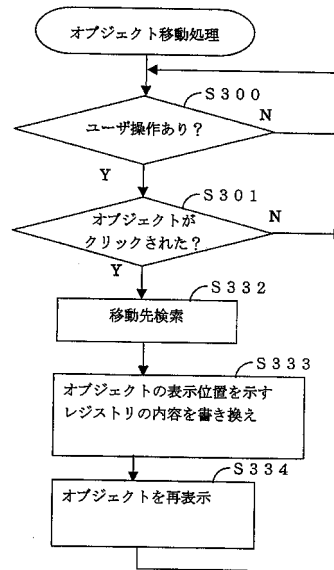 オブジェクト移動処理
S300
ユーザ操作あり？
N
Y
S301
オブジェクトが
クリックされた？
N
Y
S332
移動先検索
S333
オブジェクトの表示位置を示す
レジストリの内容を書き換え
S334
オブジェクトを再表示